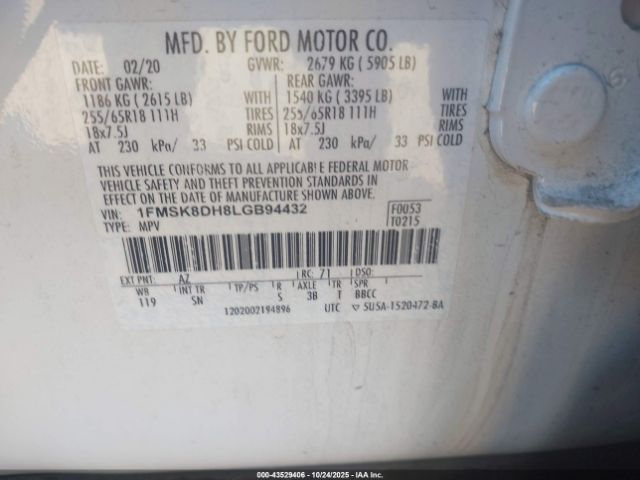 MFD. BY FORD MOTOR CO.
DATE: 02/20 GVWR: 2679 KG ( 5905 LB)
FRONT GAWR: REAR GAWR:
1186 KG ( 2615 LB) WITH 1540 KG ( 3395 LB) WITH
255/65R18 111H TIRES 255/65R18 111H TIRES
18x7.5J RIMS 18x7.5J RIMS
AT 230 kPa/ 33 PSI COLD AT 230 kPa/ 33 PSI COLD
THIS VEHICLE CONFORMS TO ALL APPLICABLE FEDERAL MOTOR
VEHICLE SAFETY AND THEFT PREVENTION STANDARDS IN
EFFECT ON THE DATE OF MANUFACTURE SHOWN ABOVE.
VIN: 1FMSK8DH8LGB94432 F0053
TYPE: MPV T0215
EXT PNT: AZ RC: 71 DSO:
WB INT TR TP/PS R AXLE TR SPR
119 SN S 3B T BBCC
1202002194896 UTC 5U5A-1520472-BA
000-43529406 - 10/24/2025 - IAA Inc.